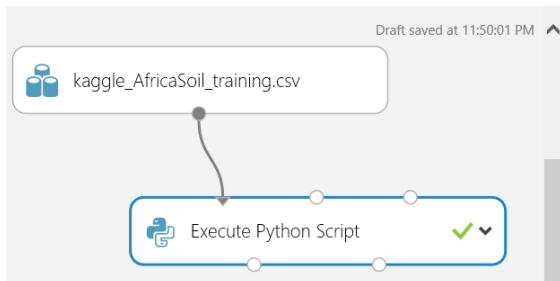 Draft saved at 11:50:01 PM
kaggle_AfricaSoil_training.csv
Execute Python Script